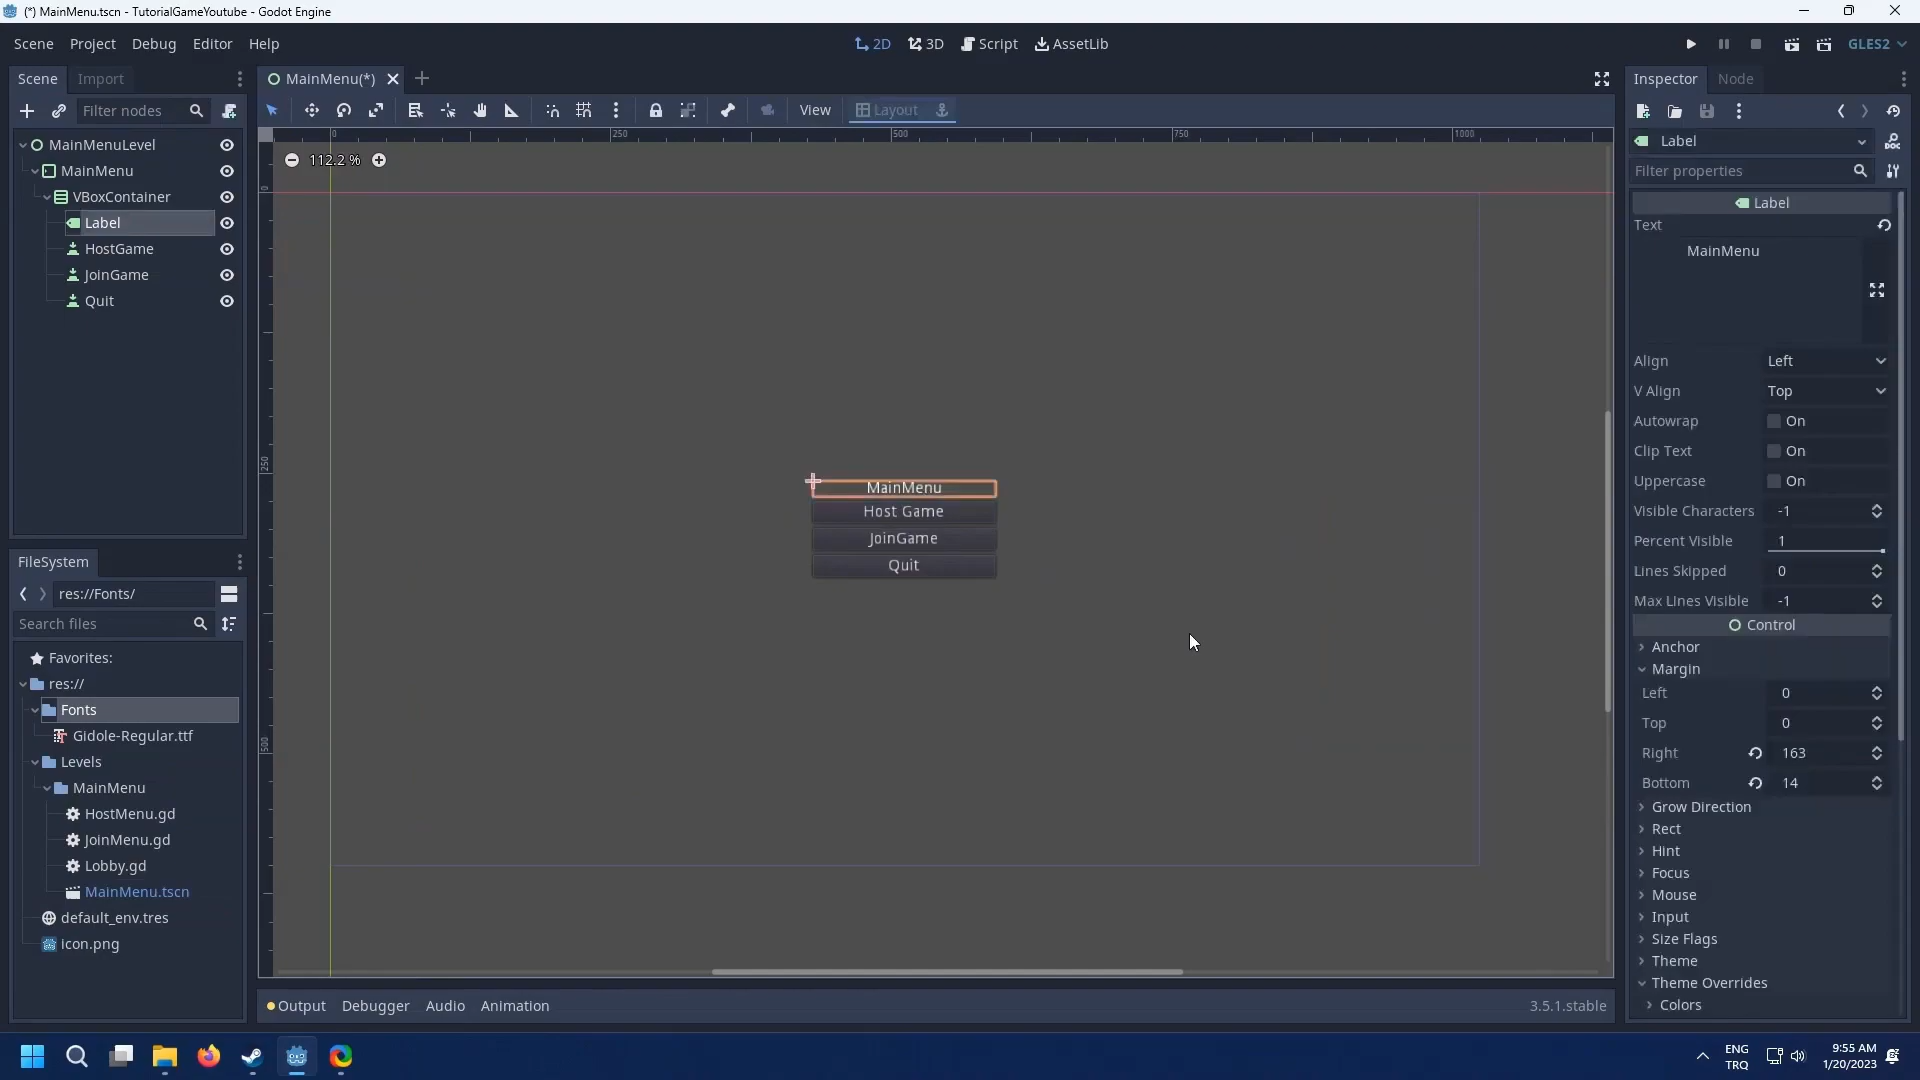 (*) MainMenu.tscn - TutorialGameYoutube - Godot Engine
Scene Project Debug Editor Help
2D 3D Script AssetLib
GLES2
Scene Import
MainMenu(*)
Inspector Node
Filter nodes
View Layout
Label
Filter properties
MainMenuLevel
MainMenu
VBoxContainer
Label
HostGame
JoinGame
Quit
0 250 500 750 1000
112.2 %
0
250
500
MainMenu
Host Game
JoinGame
Quit
Label
Text
MainMenu
Align Left
V Align Top
Autowrap On
Clip Text On
Uppercase On
Visible Characters -1
Percent Visible 1
Lines Skipped 0
Max Lines Visible -1
Control
Anchor
Margin
Left 0
Top 0
Right 163
Bottom 14
Grow Direction
Rect
Hint
Focus
Mouse
Input
Size Flags
Theme
Theme Overrides
Colors
FileSystem
res://Fonts/
Search files
Favorites:
res://
Fonts
Gidole-Regular.ttf
Levels
MainMenu
HostMenu.gd
JoinMenu.gd
Lobby.gd
MainMenu.tscn
default_env.tres
icon.png
Output Debugger Audio Animation
3.5.1.stable
ENG
TRQ
9:55 AM
1/20/2023